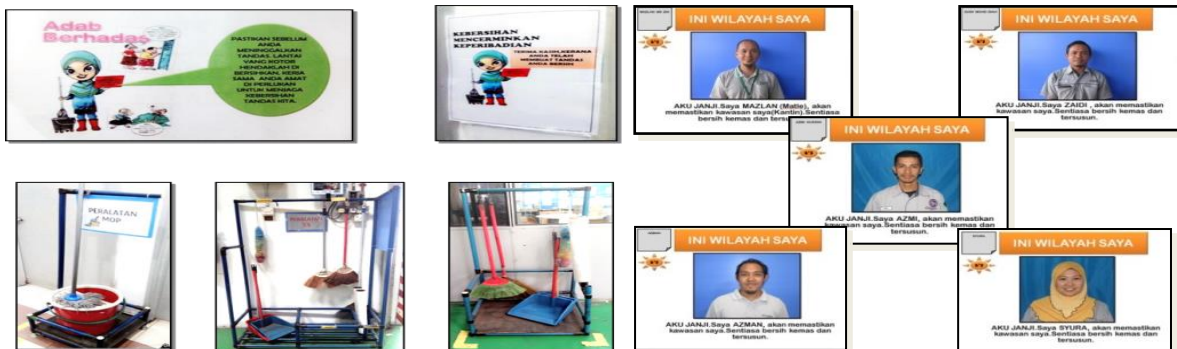 Adab
Berhadas
PASTIKAN SEBELUM
ANDA
MENINGGALKAN
TANDAS, LANTAI
YANG KOTOR
HENDAKLAH DI
BERSIHKAN. KERJA
SAMA ANDA AMAT
DI PERLUKAN
UNTUK MENJAGA
KEBERSIHAN
TANDAS KITA.
KEBERSIHAN
MENCERMINKAN
KEPERIBADIAN
TERIMA KASIH,KERANA
ANDA TELAH
MEMBUAT TANDAS
ANDA BERSIH
INI WILAYAH SAYA
AKU JANJI.Saya MAZLAN (Matle), akan
memastikan kawasan saya(Kantin).Sentiasa
bersih kemas dan
INI WILAYAH SAYA
AKU JANJI.Saya ZAIDI , akan memastikan
kawasan saya.Sentiasa bersih kemas dan
tersusun.
INI WILAYAH SAYA
AKU JANJI.Saya AZMI, akan memastikan
kawasan saya.Sentiasa bersih kemas dan
tersusun.
PERALATAN
MOP
INI WILAYAH SAYA
AKU JANJI.Saya AZMAN, akan memastikan
kawasan saya.Sentiasa bersih kemas dan
tersusun.
INI WILAYAH SAYA
AKU JANJI.Saya SYURA, akan memastikan
kawasan saya.Sentiasa bersih kemas dan
tersusun.